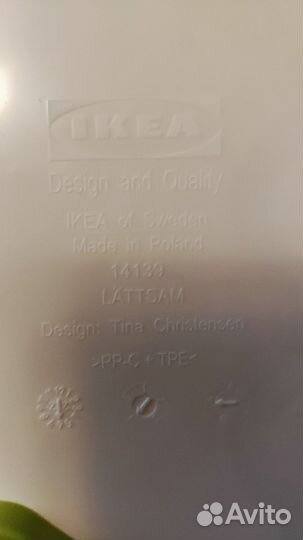 IKEA
Design and Quality
IKEA of Sweden
Made in Poland
14139
LÄTTSAM
Design: Tina Christensen
>PP-C + TPE<
Avito